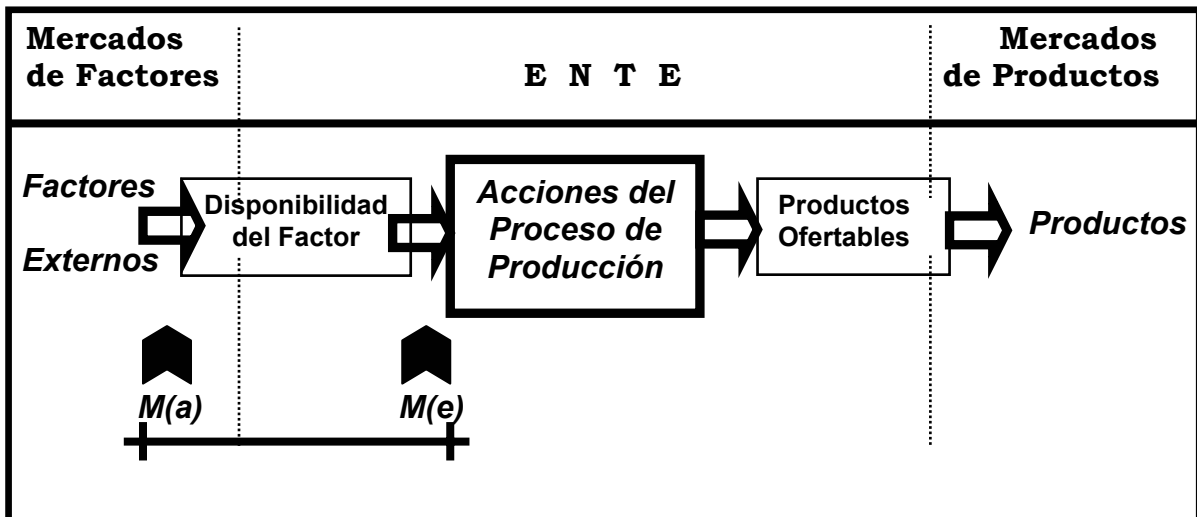 Mercados
de Factores
E N T E
Mercados
de Productos
Factores
Externos
Disponibilidad
del Factor
Acciones del
Proceso de
Producción
Productos
Ofertables
Productos
M(a)
M(e)